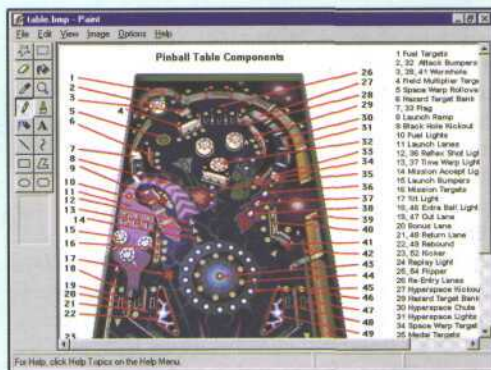 table.bmp - Paint
File Edit View Image Options Help
Pinball Table Components
1
2
3
4
5
6
7
8
9
10
11
12
13
14
15
16
17
18
19
20
21
22
23
26
27
28
29
30
31
32
33
34
35
36
37
38
39
40
41
42
43
44
45
46
47
48
49
1 Fuel Targets
2, 32 Attack Bumpers
3, 28, 41 Wormhole
4 Field Multiplier Targe
5 Space Warp Rollove
6 Hazard Target Bank
7, 33 Flag
8 Launch Ramp
9 Black Hole Kickout
10 Fuel Lights
11 Launch Lanes
12, 36 Reflex Shot Lig
13, 37 Time Warp Light
14 Mission Accept Lig
15 Launch Bumpers
16 Mission Targets
17 Tilt Light
18, 46 Extra Ball Light
19, 47 Out Lane
20 Bonus Lane
21, 48 Return Lane
22, 49 Rebound
23, 52 Kicker
24 Replay Light
25, 54 Flipper
26 Re-Entry Lanes
27 Hyperspace Kickou
29 Hazard Target Bank
30 Hyperspace Chute
31 Hyperspace Lights
34 Space Warp Target
35 Medal Targets
For Help, click Help Topics on the Help Menu.